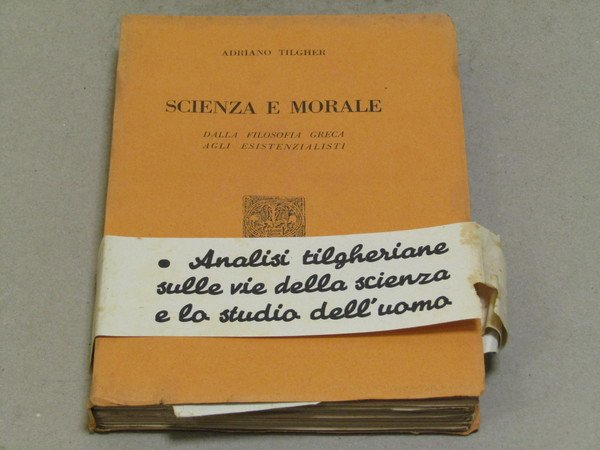 ADRIANO TILGHER
SCIENZA E MORALE
DALLA FILOSOFIA GRECA
AGLI ESISTENZIALISTI
• Analisi tilgheriane
sulle vie della scienza
e lo studio dell'uomo